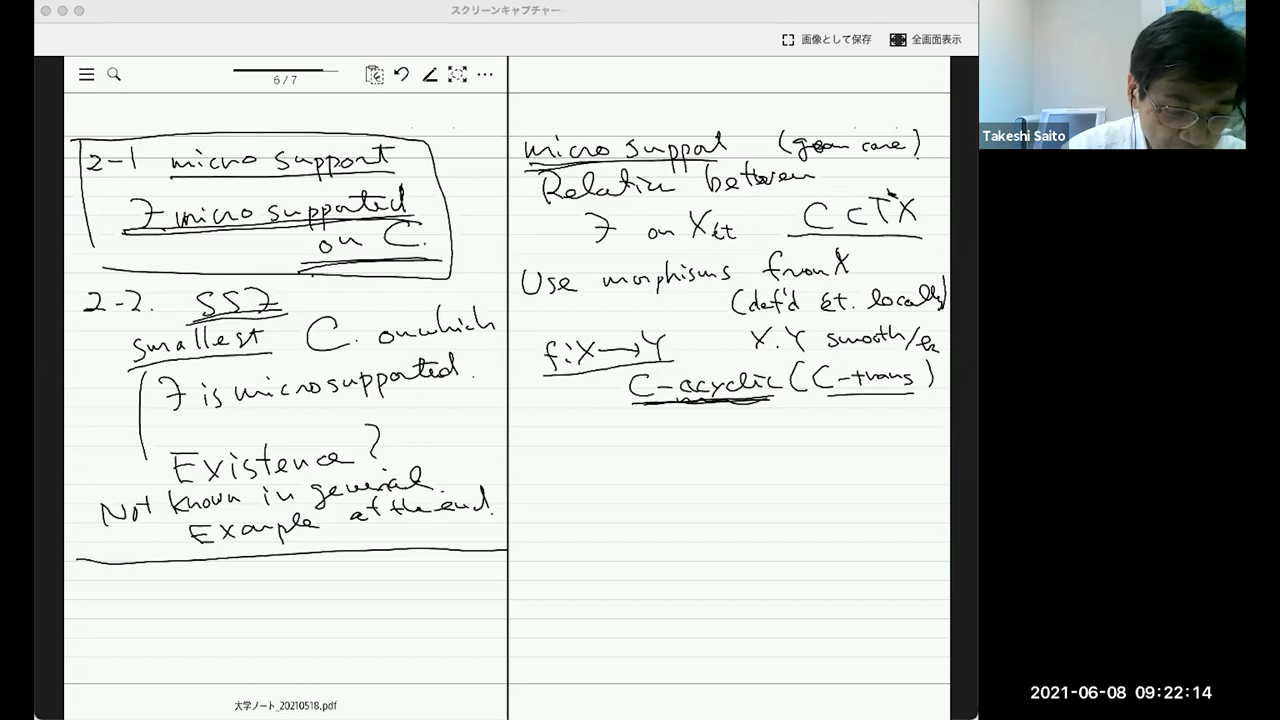 スクリーンキャプチャー
画像として保存
全画面表示
6 / 7
2-1 micro support
F micro supported
on C.
2-2. SSF
smallest C. on which
F is micro supported.
Existence?
Not known in general.
Example at the end.
大学ノート_20210518.pdf
micro support (geom case)
Relation between
F on Xét C ⊂ T*X
Use morphisms from X
(def'd ét. locally)
f: X → Y X. Y smooth/k
C-acyclic (C-trans)
Takeshi Saito
2021-06-08 09:22:14